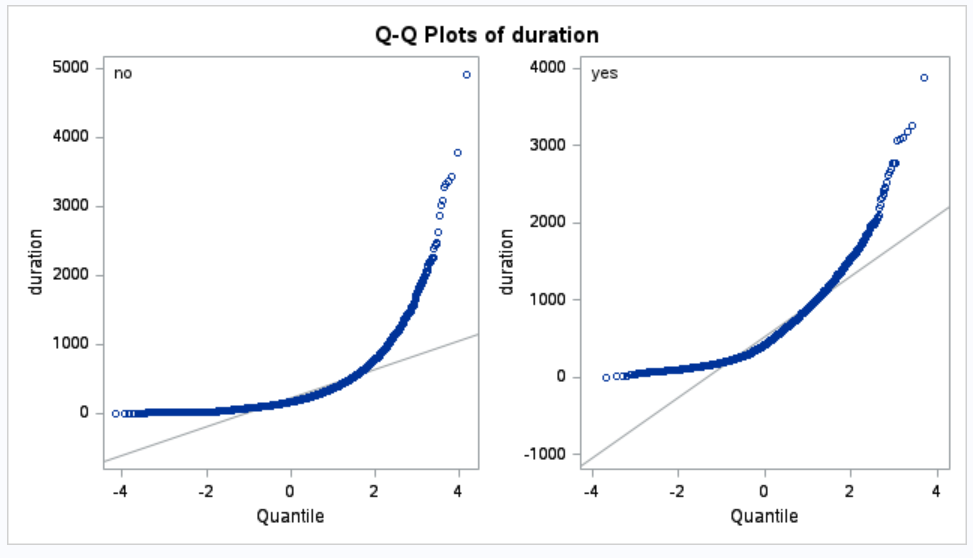 Q-Q Plots of duration
no
5000
4000
3000
2000
1000
0
duration
-4 -2 0 2 4
Quantile
yes
4000
3000
2000
1000
0
-1000
duration
-4 -2 0 2 4
Quantile